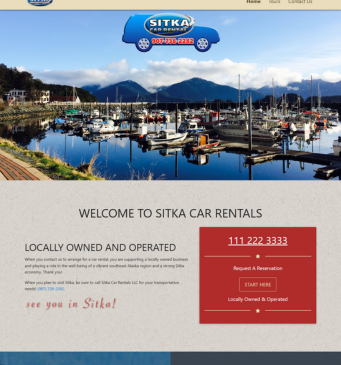 Home Tours Contact Us
SITKA
CAR RENTAL
907-738-2282
WELCOME TO SITKA CAR RENTALS
LOCALLY OWNED AND OPERATED
When you contact us to arrange for a car rental, you are supporting a locally owned business
and playing a role in the well being of a vibrant southeast Alaska region and a strong Sitka
economy. Thank you!
When you plan to visit Sitka, be sure to call Sitka Car Rentals LLC for your transportation
needs! (907) 738-2282.
see you in Sitka!
111 222 3333
Request A Reservation
START HERE
Locally Owned & Operated